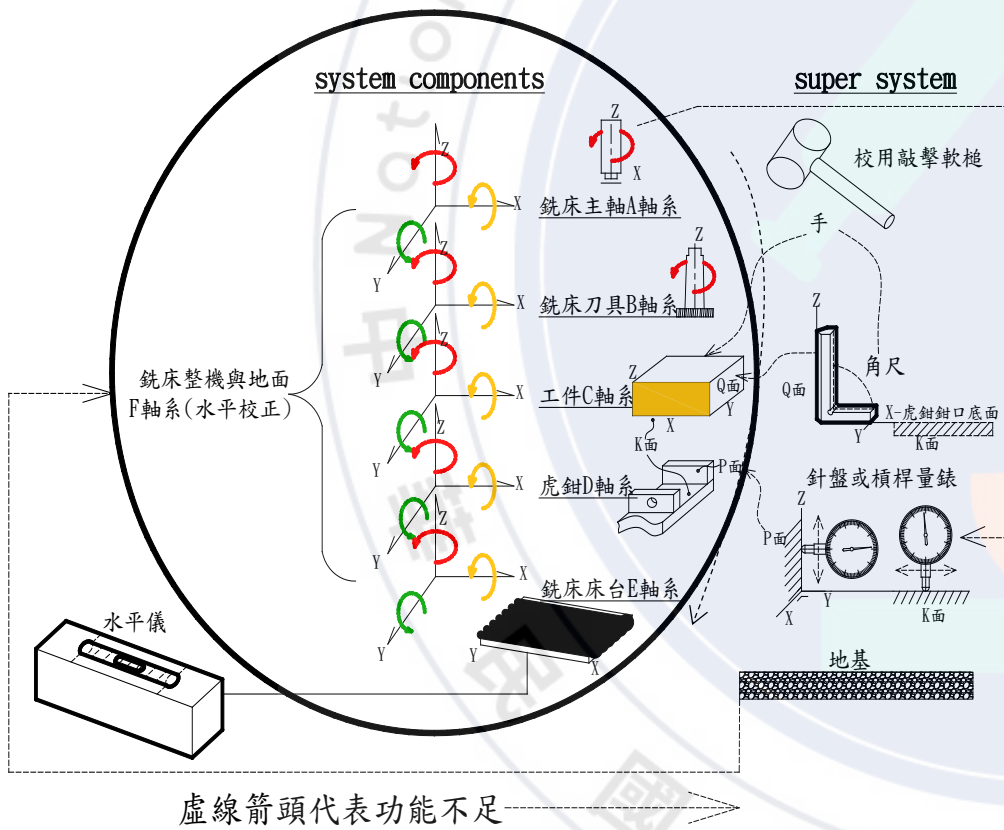 system components
super system
Z
X
校用敲擊軟槌
Z
X
銑床主軸A軸系
手
Y
Z
Z
X
銑床刀具B軸系
Z
Y
Z
銑床整機與地面
F軸系(水平校正)
X
工件C軸系
Z
Q面
Y
X
Q面
角尺
X-虎鉗鉗口底面
Y
K面
K面
Y
Z
P面
X
虎鉗D軸系
針盤或槓桿量錶
Z
Y
Z
P面
X
銑床床台E軸系
Y
X
K面
水平儀
Y
Y
X
地基
虛線箭頭代表功能不足
中
Not
民
國